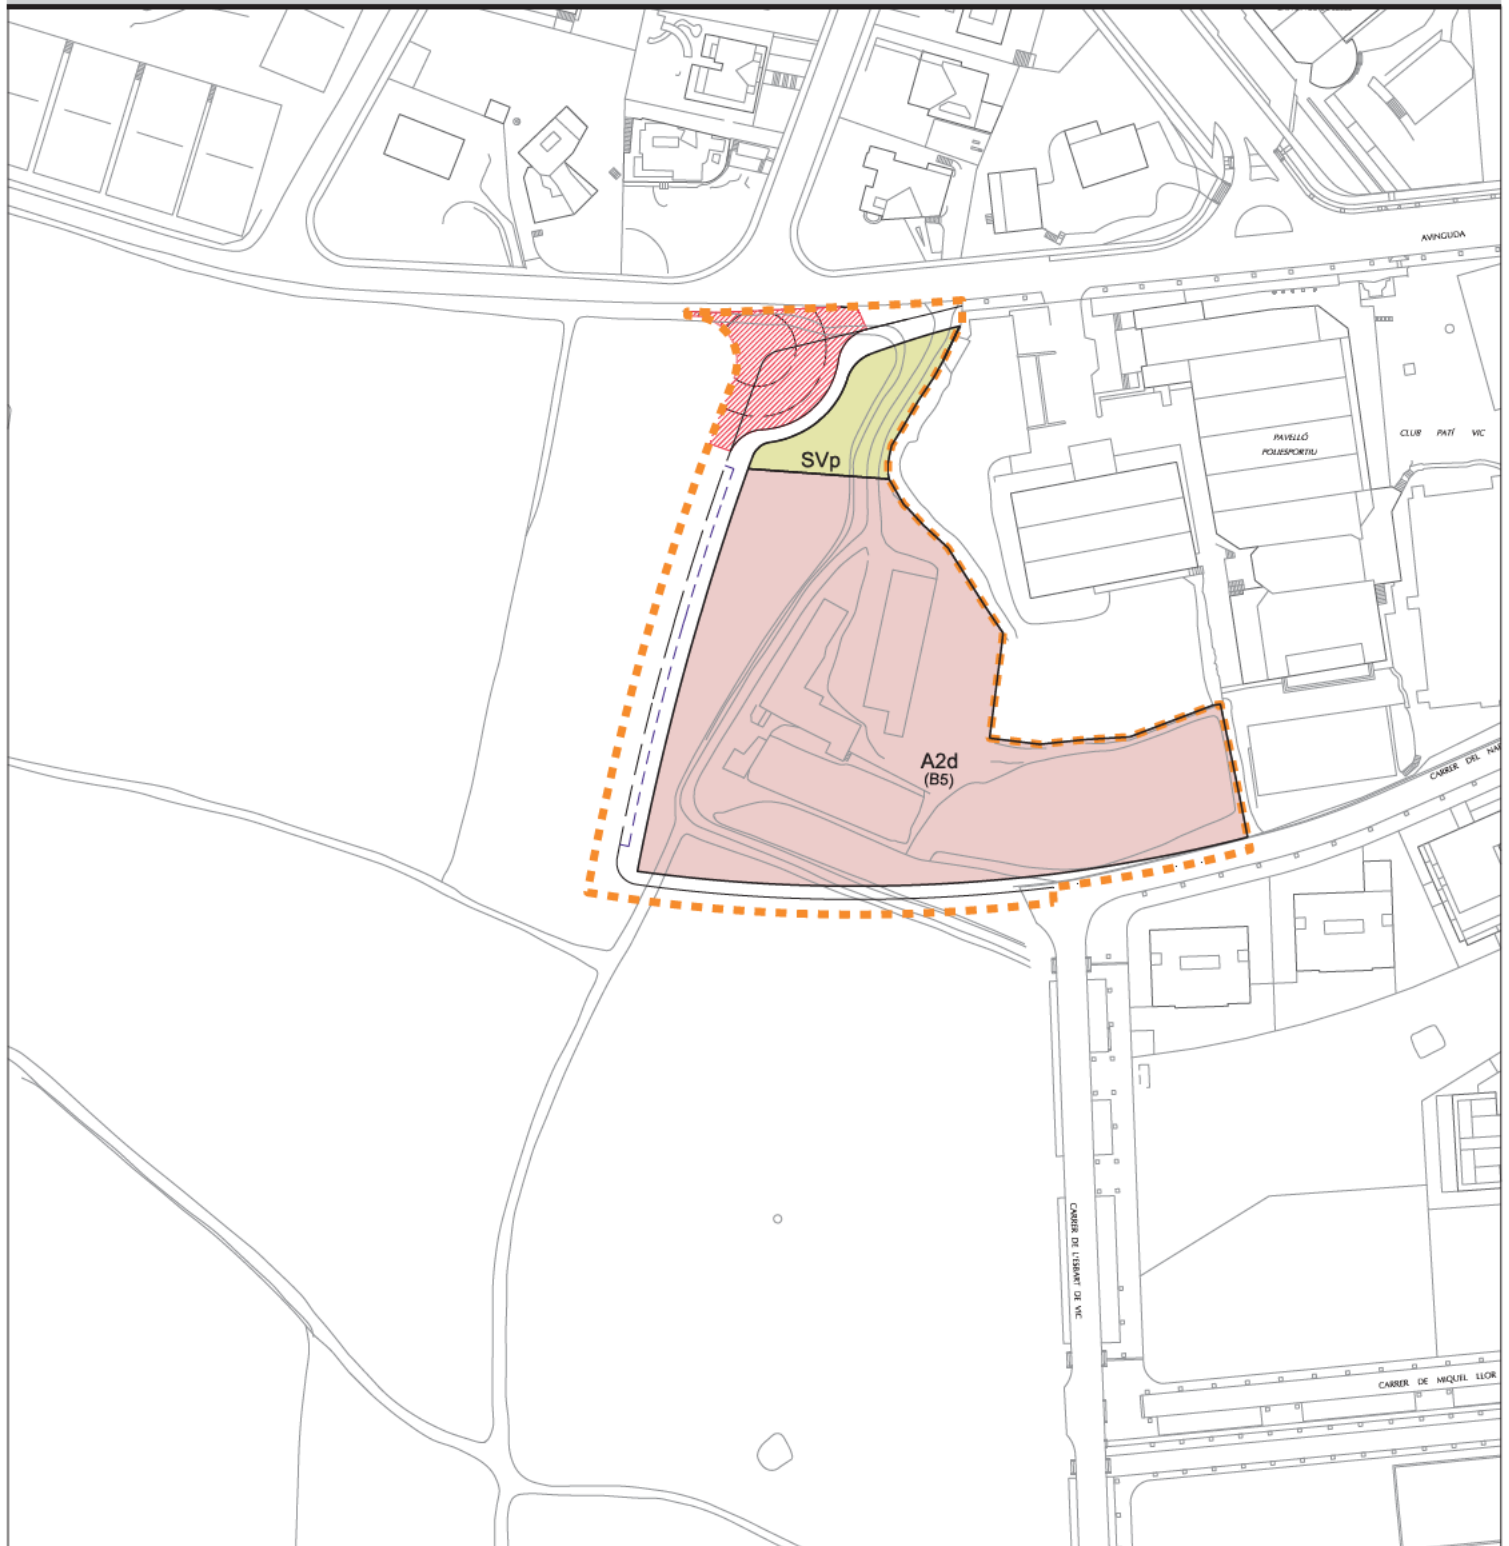 AVINGUDA
PAVELLÓ
POLIESPORTIU
CLUB PATÍ VIC
SVp
A2d
(B5)
CARRER DEL
CARRER DE L'ESBART DE VIC
CARRER DE MIQUEL LLOR